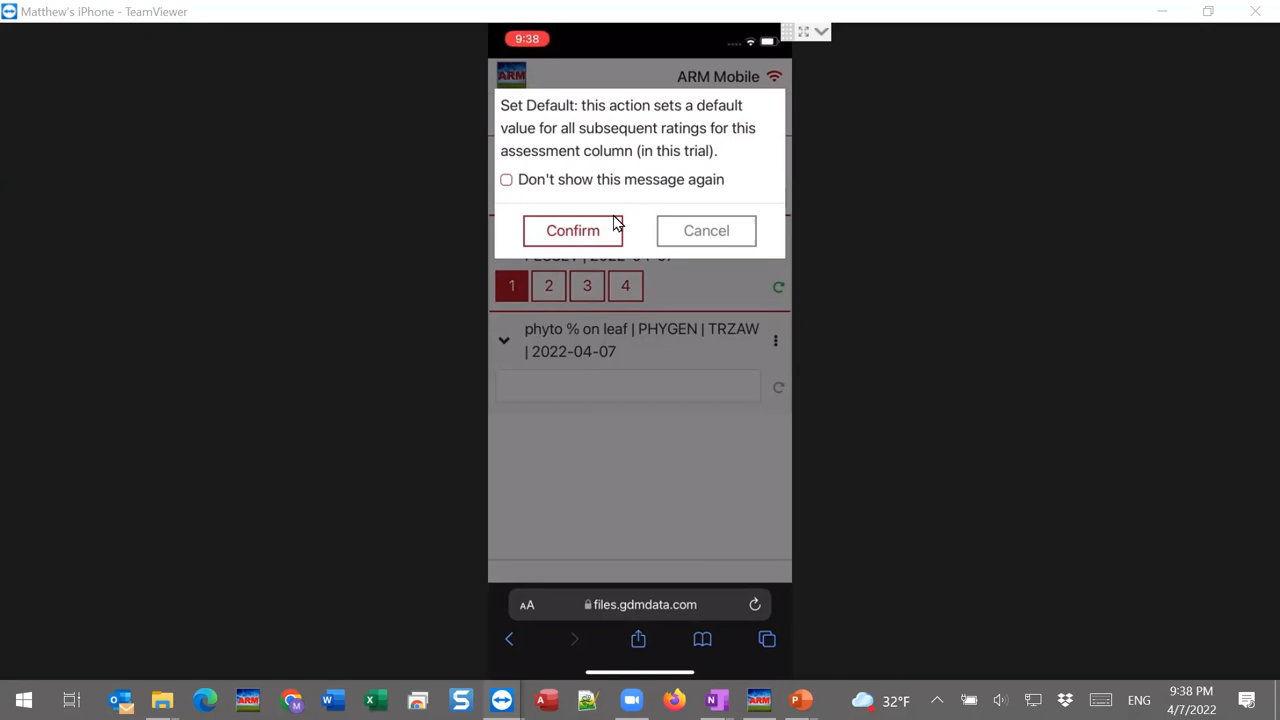 Matthew's iPhone - TeamViewer
9:38
ARM
ARM Mobile
Set Default: this action sets a default
value for all subsequent ratings for this
assessment column (in this trial).
Don't show this message again
Confirm
Cancel
1
2
3
4
phyto % on leaf | PHYGEN | TRZAW
| 2022-04-07
AA
files.gdmdata.com
32°F
ENG
9:38 PM
4/7/2022